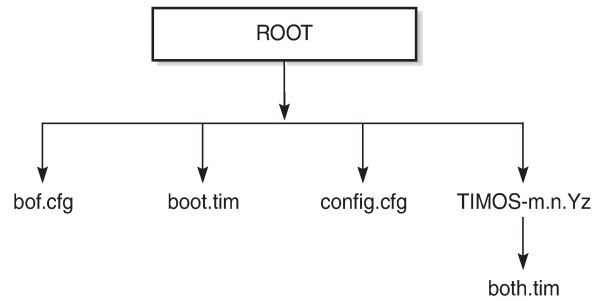 ROOT
bof.cfg
boot.tim
config.cfg
TIMOS-m.n.Yz
both.tim